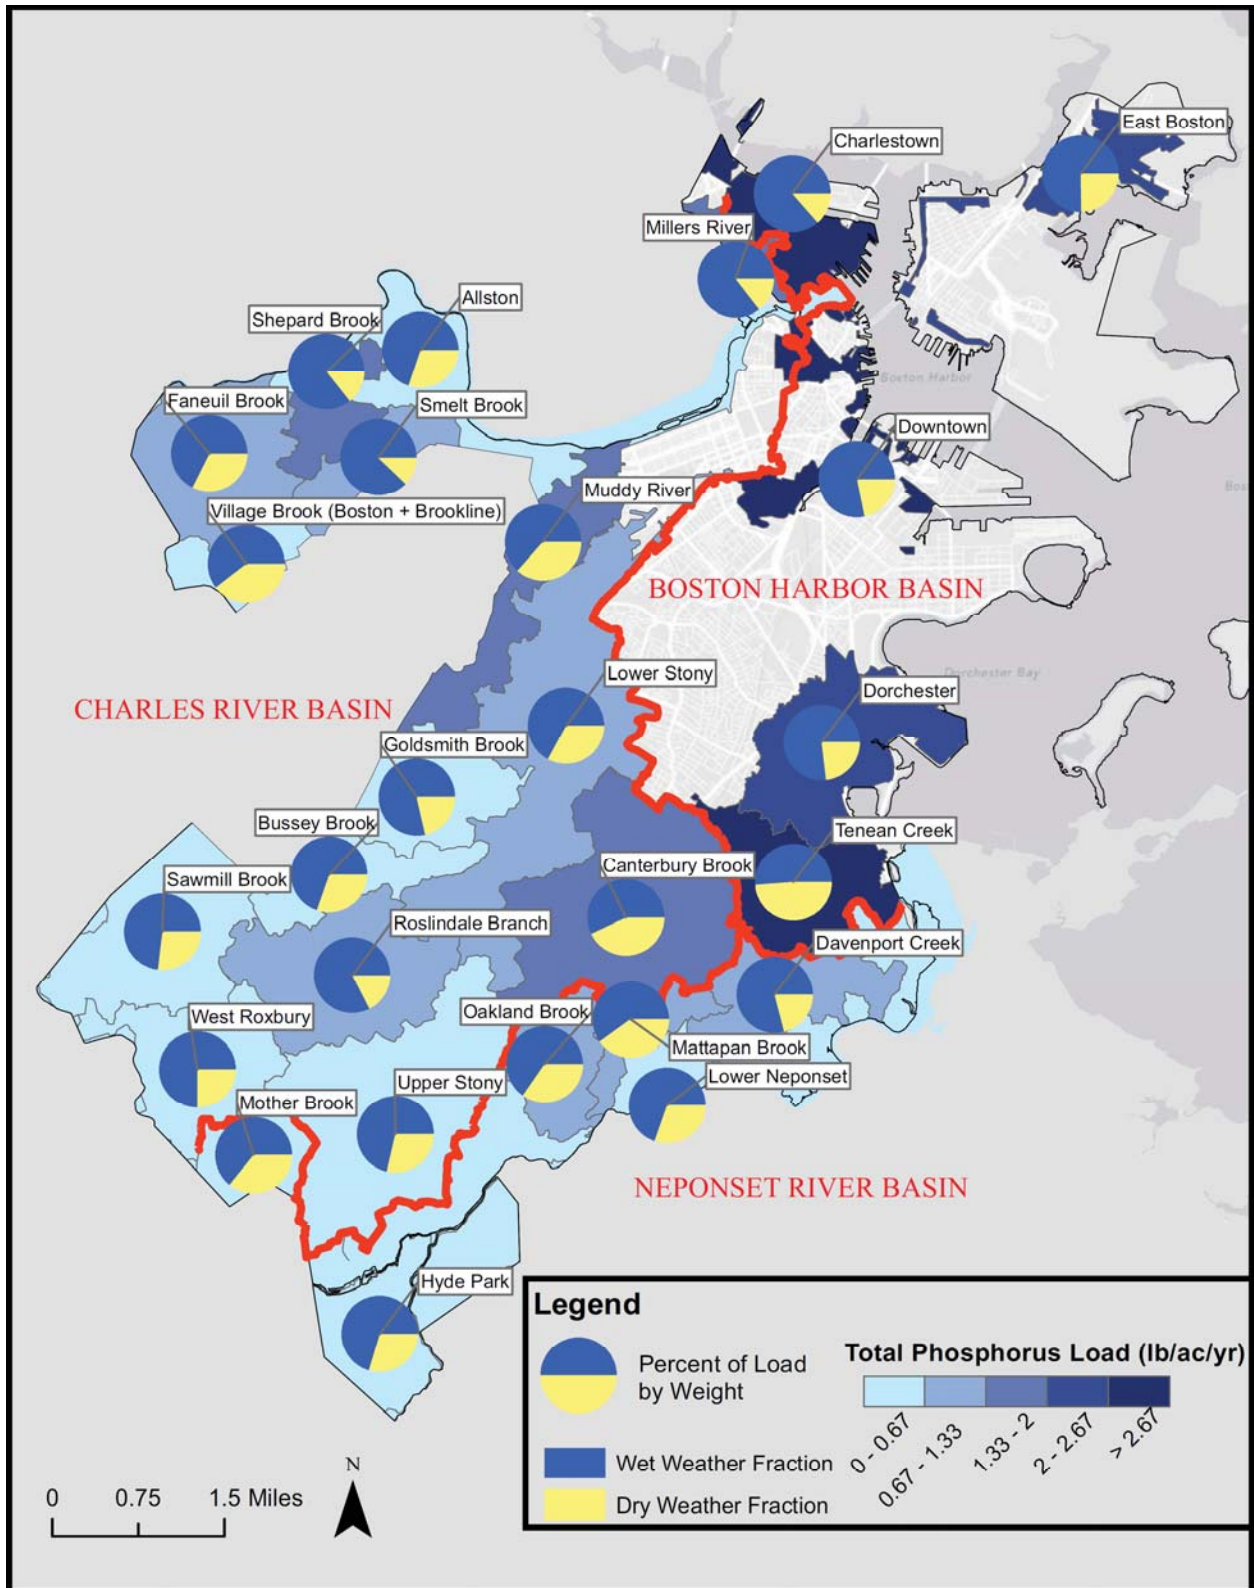 East Boston
Charlestown
Millers River
Allston
Shepard Brook
Boston Harbor
Faneuil Brook
Smelt Brook
Downtown
Muddy River
Village Brook (Boston + Brookline)
BOSTON HARBOR BASIN
Lower Stony
Dorchester Bay
Dorchester
CHARLES RIVER BASIN
Goldsmith Brook
Bussey Brook
Tenean Creek
Canterbury Brook
Sawmill Brook
Roslindale Branch
Davenport Creek
Oakland Brook
West Roxbury
Mattapan Brook
Lower Neponset
Upper Stony
Mother Brook
NEPONSET RIVER BASIN
Hyde Park
Legend
Percent of Load
by Weight
Wet Weather Fraction
Dry Weather Fraction
Total Phosphorus Load (lb/ac/yr)
0 - 0.67
0.67 - 1.33
1.33 - 2
2 - 2.67
> 2.67
N
0 0.75 1.5 Miles